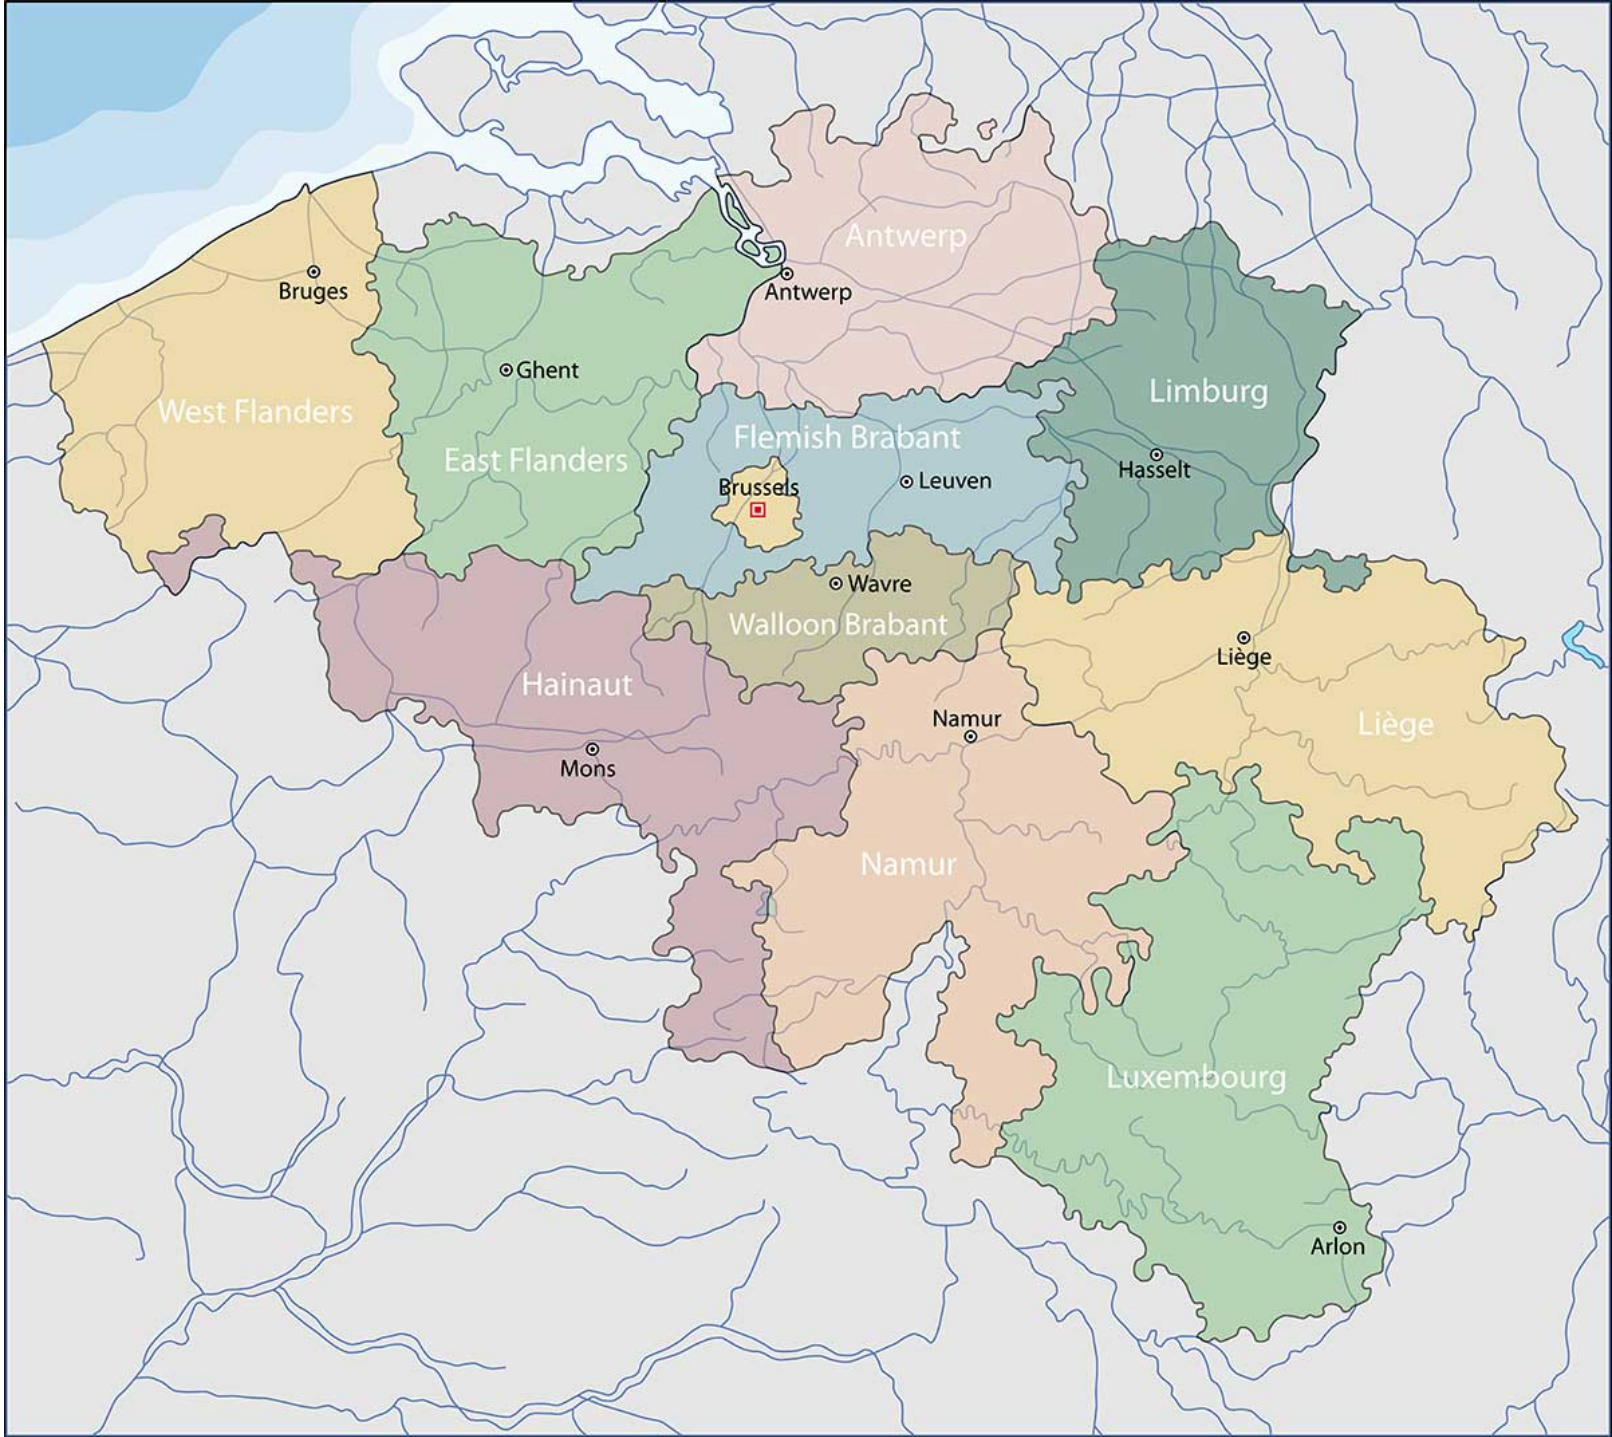 Antwerp
Bruges
Antwerp
Ghent
Limburg
West Flanders
Flemish Brabant
East Flanders
Hasselt
Leuven
Brussels
Wavre
Walloon Brabant
Liège
Hainaut
Namur
Liège
Mons
Namur
Luxembourg
Arlon